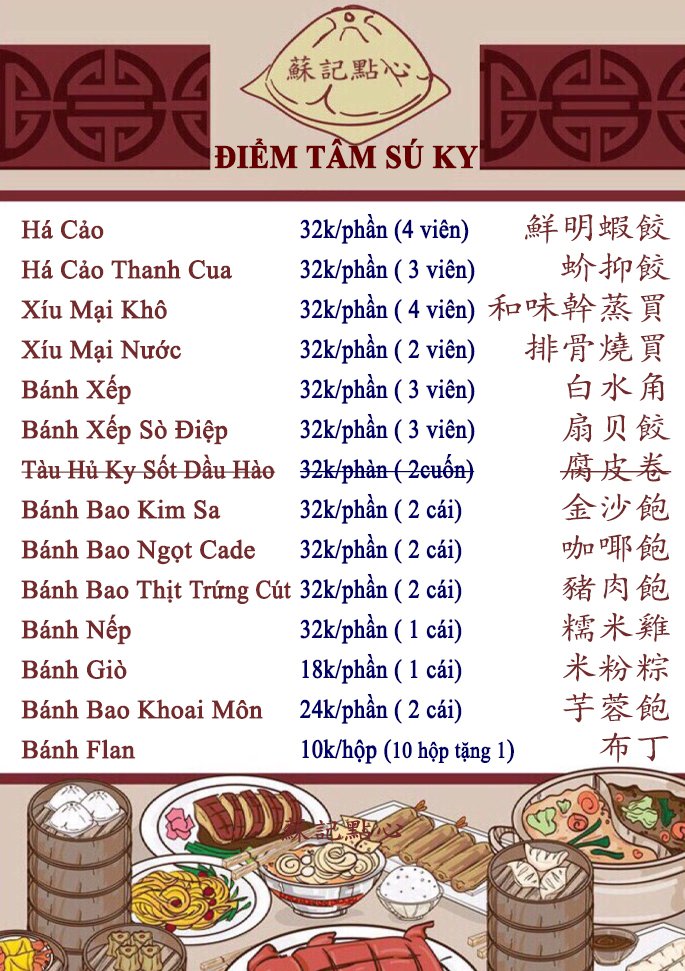 蘇記點心
ĐIỂM TÂM SÚ KY
Há Cảo 32k/phần (4 viên) 鮮明蝦餃
Há Cảo Thanh Cua 32k/phần ( 3 viên) 蚧抑餃
Xíu Mại Khô 32k/phần ( 4 viên) 和味幹蒸買
Xíu Mại Nước 32k/phần ( 2 viên) 排骨燒買
Bánh Xếp 32k/phần ( 3 viên) 白水角
Bánh Xếp Sò Điệp 32k/phần ( 3 viên) 扇贝餃
Tàu Hủ Ky Sốt Dầu Hào 32k/phàn ( 2cuốn) 腐皮卷
Bánh Bao Kim Sa 32k/phần ( 2 cái) 金沙飽
Bánh Bao Ngọt Cade 32k/phần ( 2 cái) 咖啫飽
Bánh Bao Thịt Trứng Cút 32k/phần ( 2 cái) 豬肉飽
Bánh Nếp 32k/phần ( 1 cái) 糯米雞
Bánh Giò 18k/phần ( 1 cái) 米粉粽
Bánh Bao Khoai Môn 24k/phần ( 2 cái) 芋蓉飽
Bánh Flan 10k/hộp (10 hộp tặng 1) 布丁
蘇記點心